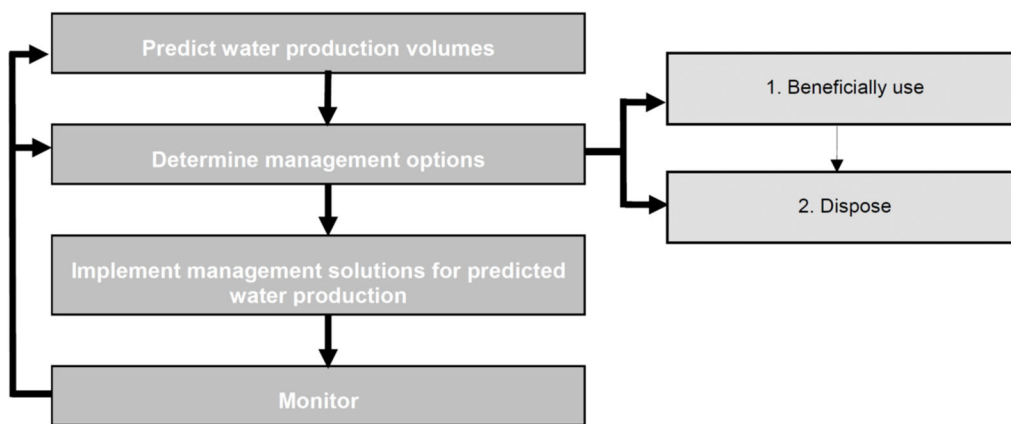 Predict water production volumes
Determine management options
Implement management solutions for predicted
water production
Monitor
1. Beneficially use
2. Dispose